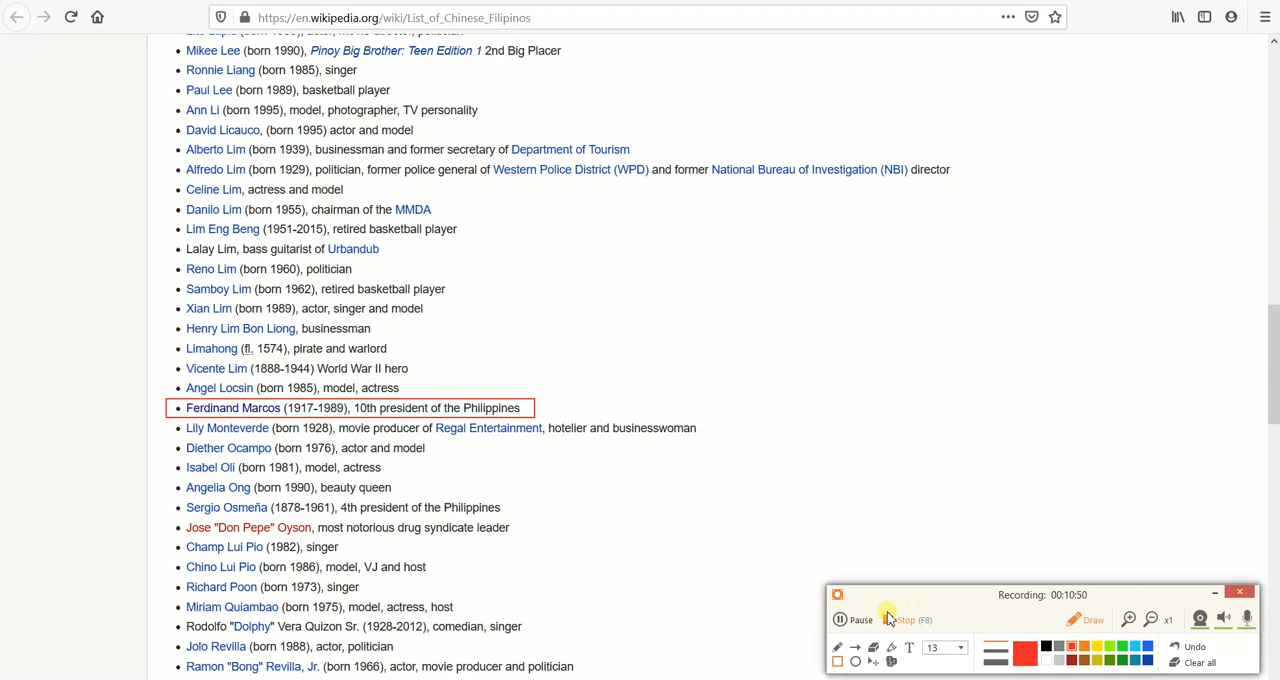 https://en.wikipedia.org/wiki/List_of_Chinese_Filipinos
Mikee Lee (born 1990), Pinoy Big Brother: Teen Edition 1 2nd Big Placer
Ronnie Liang (born 1985), singer
Paul Lee (born 1989), basketball player
Ann Li (born 1995), model, photographer, TV personality
David Licauco, (born 1995) actor and model
Alberto Lim (born 1939), businessman and former secretary of Department of Tourism
Alfredo Lim (born 1929), politician, former police general of Western Police District (WPD) and former National Bureau of Investigation (NBI) director
Celine Lim, actress and model
Danilo Lim (born 1955), chairman of the MMDA
Lim Eng Beng (1951-2015), retired basketball player
Lalay Lim, bass guitarist of Urbandub
Reno Lim (born 1960), politician
Samboy Lim (born 1962), retired basketball player
Xian Lim (born 1989), actor, singer and model
Henry Lim Bon Liong, businessman
Limahong (fl. 1574), pirate and warlord
Vicente Lim (1888-1944) World War II hero
Angel Locsin (born 1985), model, actress
Ferdinand Marcos (1917-1989), 10th president of the Philippines
Lily Monteverde (born 1928), movie producer of Regal Entertainment, hotelier and businesswoman
Diether Ocampo (born 1976), actor and model
Isabel Oli (born 1981), model, actress
Angelia Ong (born 1990), beauty queen
Sergio Osmeña (1878-1961), 4th president of the Philippines
Jose "Don Pepe" Oyson, most notorious drug syndicate leader
Champ Lui Pio (1982), singer
Chino Lui Pio (born 1986), model, VJ and host
Richard Poon (born 1973), singer
Miriam Quiambao (born 1975), model, actress, host
Rodolfo "Dolphy" Vera Quizon Sr. (1928-2012), comedian, singer
Jolo Revilla (born 1988), actor, politician
Ramon "Bong" Revilla, Jr. (born 1966), actor, movie producer and politician
Recording: 00:10:50
Pause Stop (F8) Draw x1
T 13 Undo
Clear all